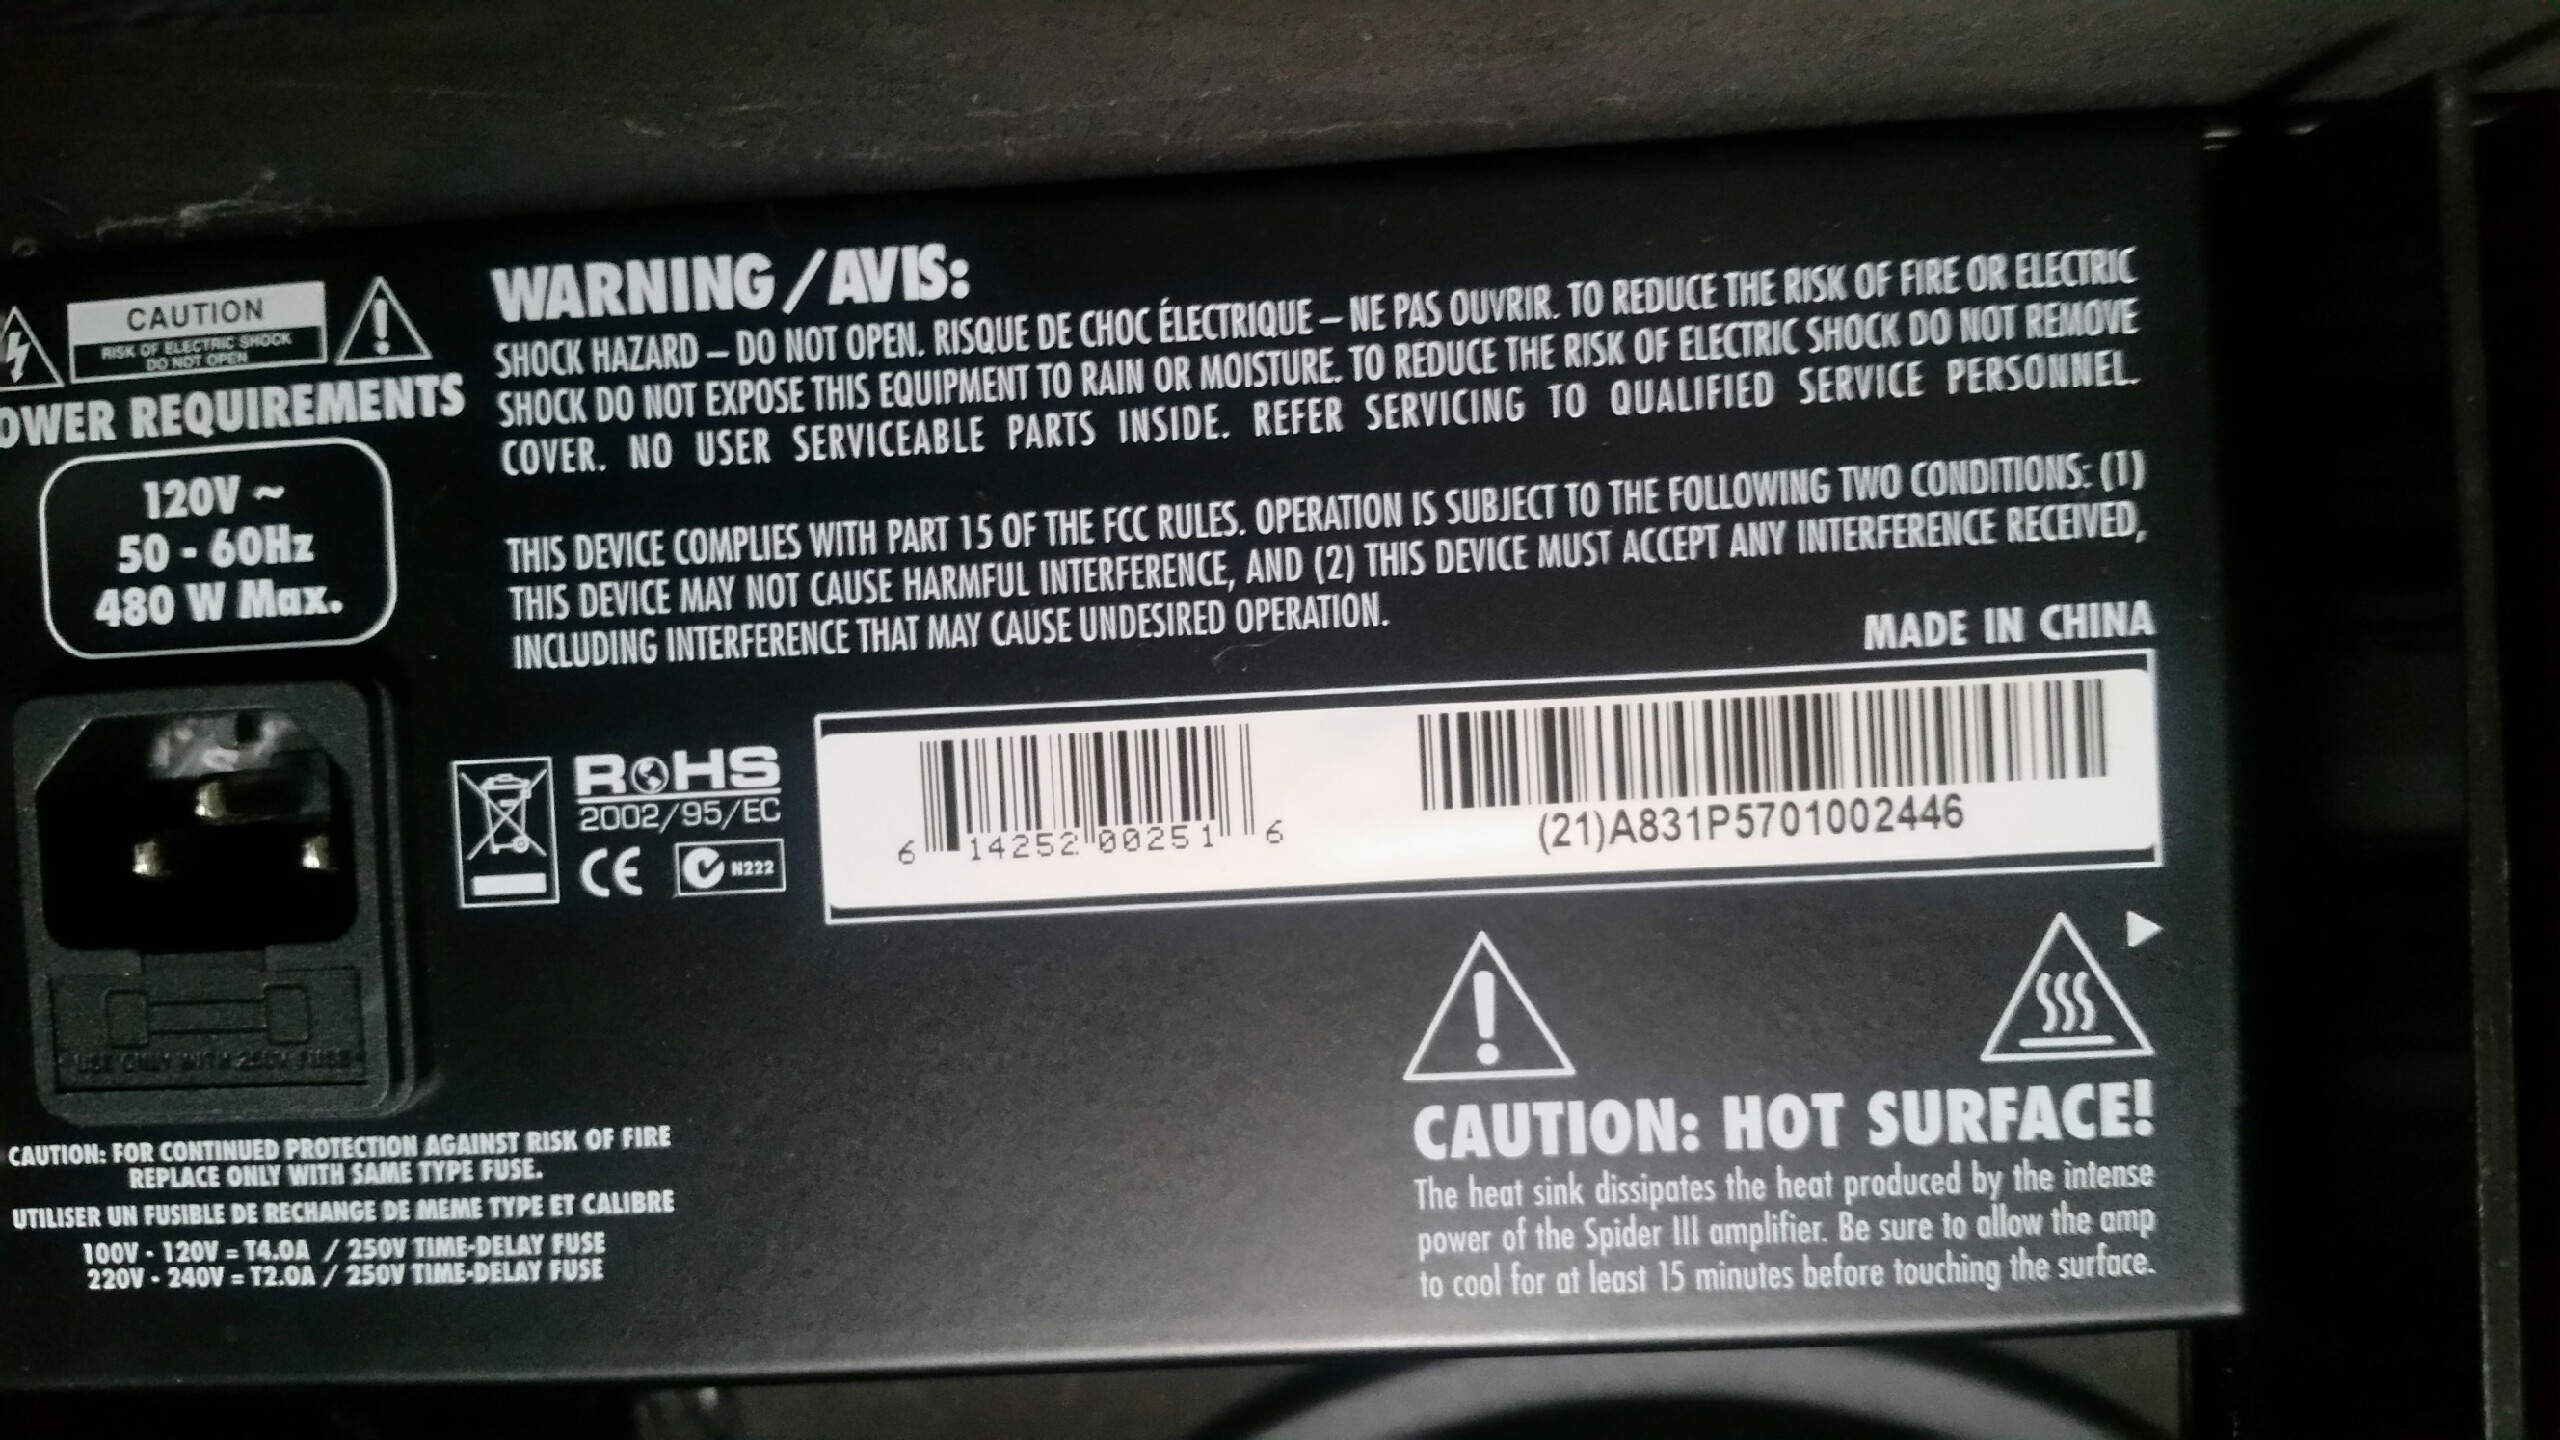 CAUTION
RISK OF ELECTRIC SHOCK
DO NOT OPEN
OWER REQUIREMENTS
120V ~
50 - 60Hz
480 W Max.
WARNING/AVIS:
SHOCK HAZARD – DO NOT OPEN. RISQUE DE CHOC ÉLECTRIQUE – NE PAS OUVRIR. TO REDUCE THE RISK OF FIRE OR ELECTRIC
SHOCK DO NOT EXPOSE THIS EQUIPMENT TO RAIN OR MOISTURE. TO REDUCE THE RISK OF ELECTRIC SHOCK DO NOT REMOVE
COVER. NO USER SERVICEABLE PARTS INSIDE. REFER SERVICING TO QUALIFIED SERVICE PERSONNEL.
THIS DEVICE COMPLIES WITH PART 15 OF THE FCC RULES. OPERATION IS SUBJECT TO THE FOLLOWING TWO CONDITIONS: (1)
THIS DEVICE MAY NOT CAUSE HARMFUL INTERFERENCE, AND (2) THIS DEVICE MUST ACCEPT ANY INTERFERENCE RECEIVED,
INCLUDING INTERFERENCE THAT MAY CAUSE UNDESIRED OPERATION.
MADE IN CHINA
RoHS
2002/95/EC
CE
N222
6 14252 00251 6
(21)A831P5701002446
USE ONLY WITH 250V FUSE
CAUTION: FOR CONTINUED PROTECTION AGAINST RISK OF FIRE
REPLACE ONLY WITH SAME TYPE FUSE.
UTILISER UN FUSIBLE DE RECHANGE DE MEME TYPE ET CALIBRE
100V - 120V = T4.0A / 250V TIME-DELAY FUSE
220V - 240V = T2.0A / 250V TIME-DELAY FUSE
CAUTION: HOT SURFACE!
The heat sink dissipates the heat produced by the intense
power of the Spider III amplifier. Be sure to allow the amp
to cool for at least 15 minutes before touching the surface.